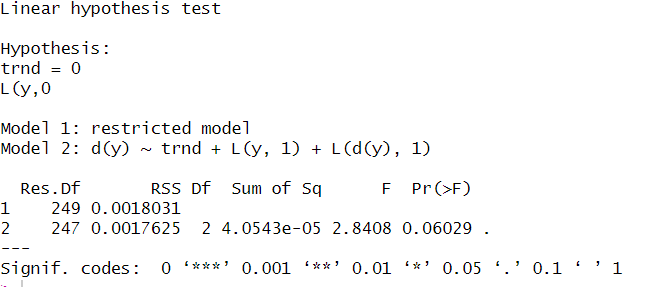 Linear hypothesis test
Hypothesis:
trnd = 0
L(y,0
Model 1: restricted model
Model 2: d(y) ~ trnd + L(y, 1) + L(d(y), 1)
Res.Df RSS Df Sum of Sq F Pr(>F)
1 249 0.0018031
2 247 0.0017625 2 4.0543e-05 2.8408 0.06029 .
---
Signif. codes: 0 ‘***’ 0.001 ‘**’ 0.01 ‘*’ 0.05 ‘.’ 0.1 ‘ ’ 1